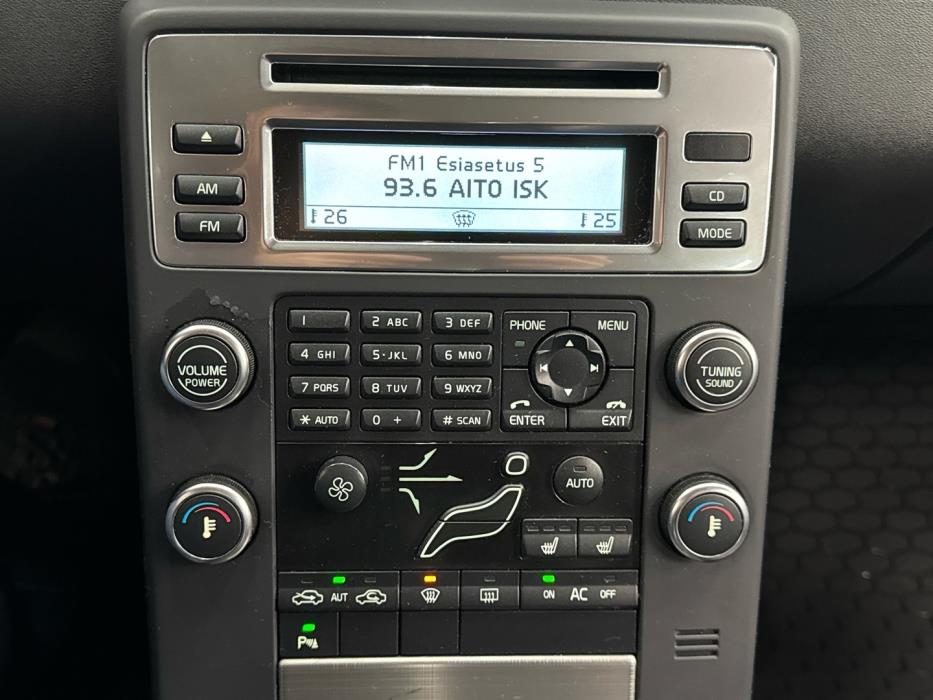 FM1 Esiasetus 5
93.6 AITO ISK
26
25
AM
FM
CD
MODE
1
2 ABC
3 DEF
4 GHI
5·JKL
6 MNO
7 PQRS
8 TUV
9 WXYZ
* AUTO
0 +
# SCAN
PHONE
MENU
ENTER
EXIT
VOLUME
POWER
TUNING
SOUND
AUTO
AUT
ON
AC
OFF
P